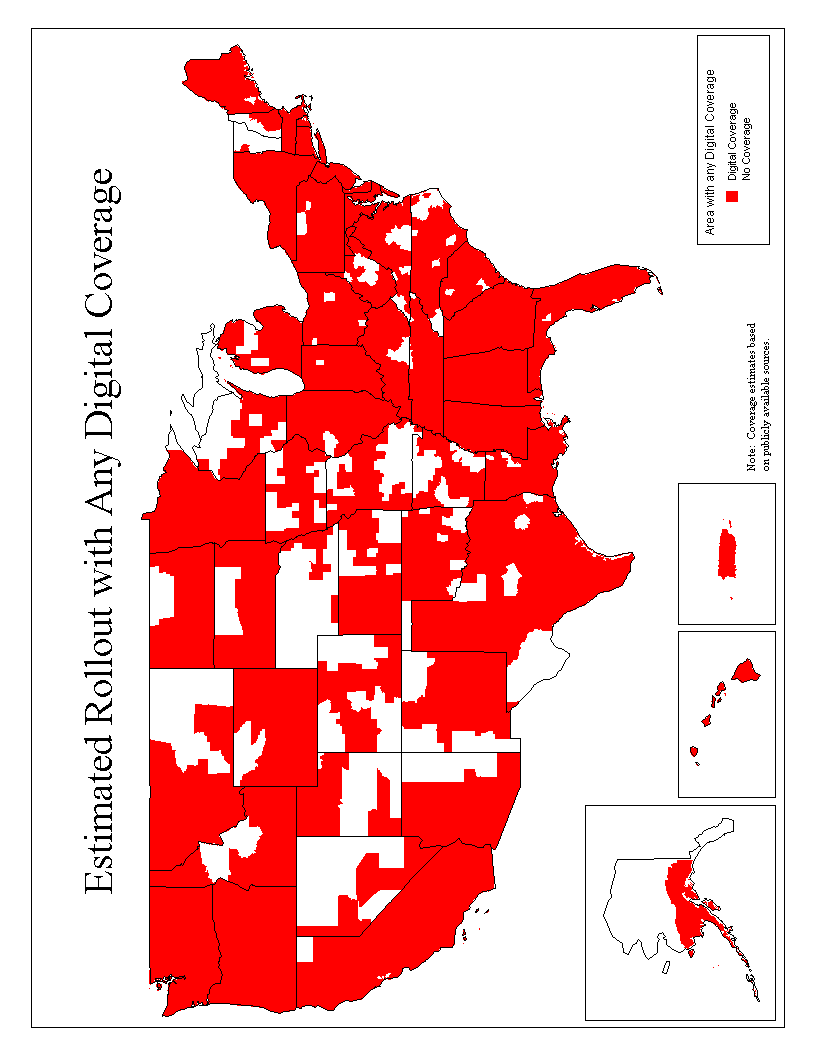 Estimated Rollout with Any Digital Coverage
Area with any Digital Coverage
Digital Coverage
No Coverage
Note: Coverage estimates based
on publicly available sources.